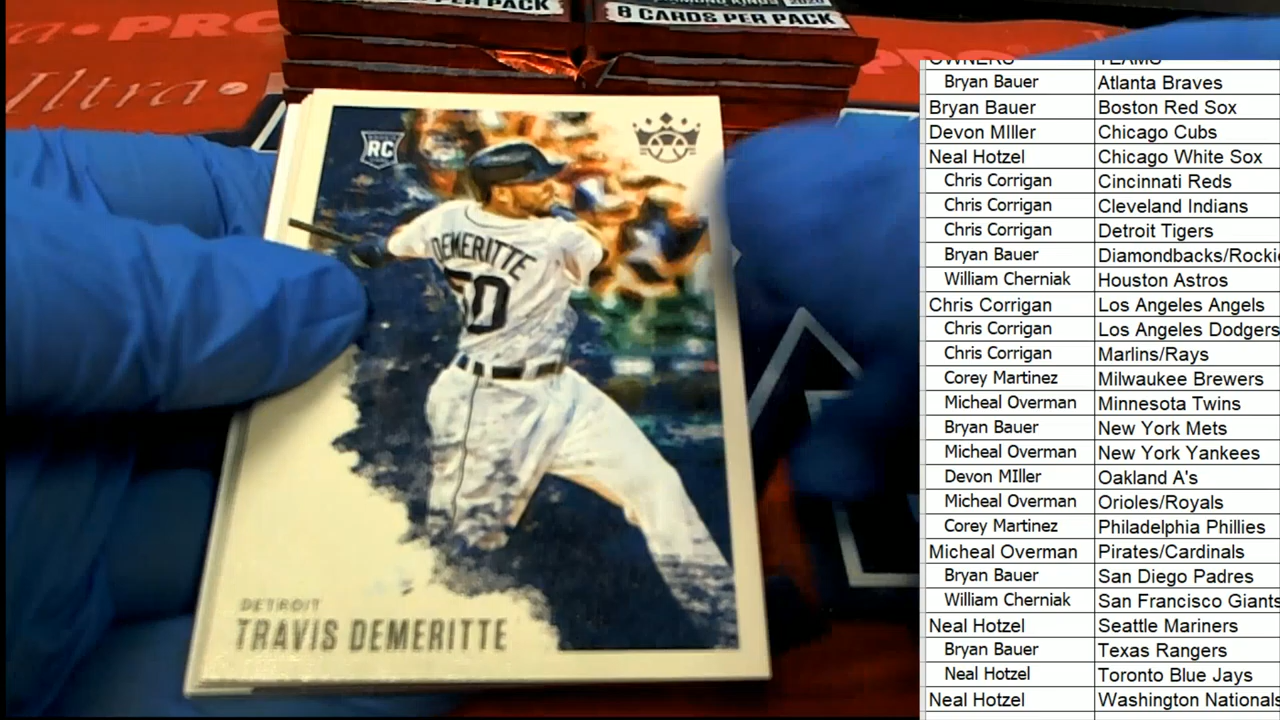 PER PACK
2020
8 CARDS PER PACK
PRO
Ultra
RC
DEMERITTE
50
DETROIT
TRAVIS DEMERITTE
OWNERS TEAMS
Bryan Bauer Atlanta Braves
Bryan Bauer Boston Red Sox
Devon MIller Chicago Cubs
Neal Hotzel Chicago White Sox
Chris Corrigan Cincinnati Reds
Chris Corrigan Cleveland Indians
Chris Corrigan Detroit Tigers
Bryan Bauer Diamondbacks/Rockie
William Cherniak Houston Astros
Chris Corrigan Los Angeles Angels
Chris Corrigan Los Angeles Dodgers
Chris Corrigan Marlins/Rays
Corey Martinez Milwaukee Brewers
Micheal Overman Minnesota Twins
Bryan Bauer New York Mets
Micheal Overman New York Yankees
Devon MIller Oakland A's
Micheal Overman Orioles/Royals
Corey Martinez Philadelphia Phillies
Micheal Overman Pirates/Cardinals
Bryan Bauer San Diego Padres
William Cherniak San Francisco Giants
Neal Hotzel Seattle Mariners
Bryan Bauer Texas Rangers
Neal Hotzel Toronto Blue Jays
Neal Hotzel Washington Nationals